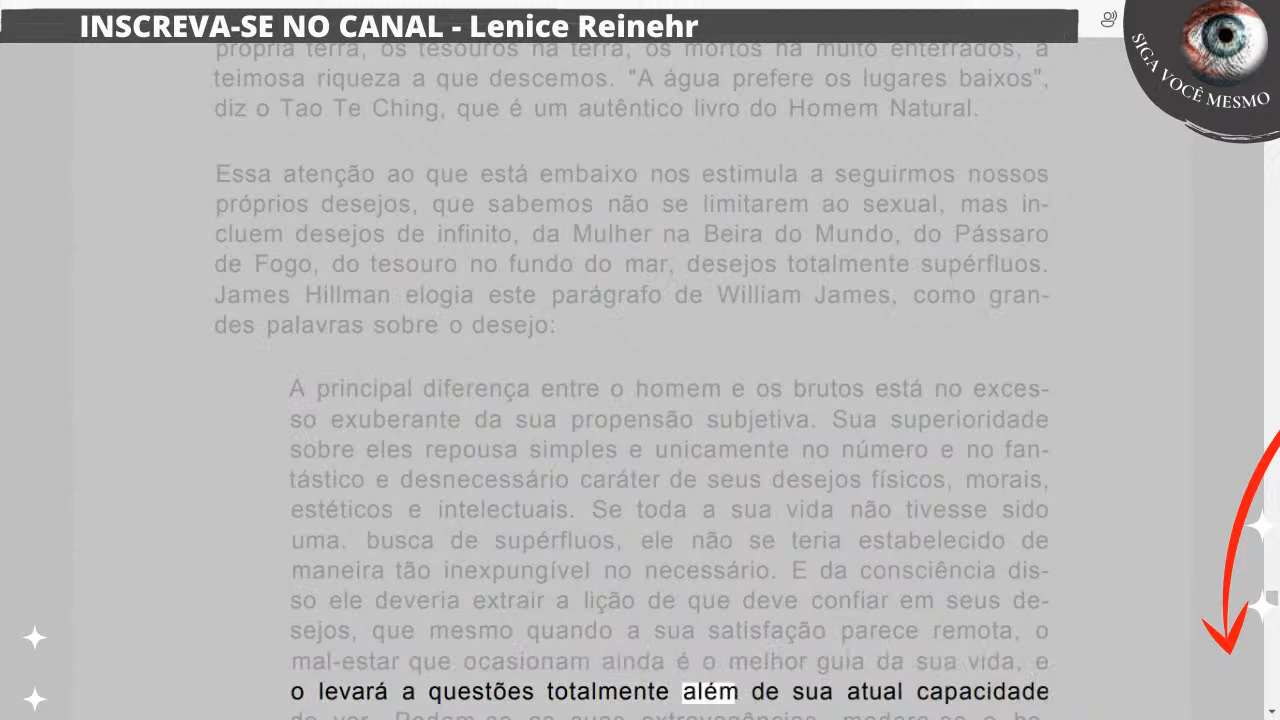 INSCREVA-SE NO CANAL - Lenice Reinehr
SIGA VOCÊ MESMO
própria terra, os tesouros na terra, os mortos há muito enterrados, a
teimosa riqueza a que descemos. "A água prefere os lugares baixos",
diz o Tao Te Ching, que é um autêntico livro do Homem Natural.
Essa atenção ao que está embaixo nos estimula a seguirmos nossos
próprios desejos, que sabemos não se limitarem ao sexual, mas in-
cluem desejos de infinito, da Mulher na Beira do Mundo, do Pássaro
de Fogo, do tesouro no fundo do mar, desejos totalmente supérfluos.
James Hillman elogia este parágrafo de William James, como gran-
des palavras sobre o desejo:
A principal diferença entre o homem e os brutos está no exces-
so exuberante da sua propensão subjetiva. Sua superioridade
sobre eles repousa simples e unicamente no número e no fan-
tástico e desnecessário caráter de seus desejos físicos, morais,
estéticos e intelectuais. Se toda a sua vida não tivesse sido
uma. busca de supérfluos, ele não se teria estabelecido de
maneira tão inexpungível no necessário. E da consciência dis-
so ele deveria extrair a lição de que deve confiar em seus de-
sejos, que mesmo quando a sua satisfação parece remota, o
mal-estar que ocasionam ainda é o melhor guia da sua vida, e
o levará a questões totalmente além de sua atual capacidade